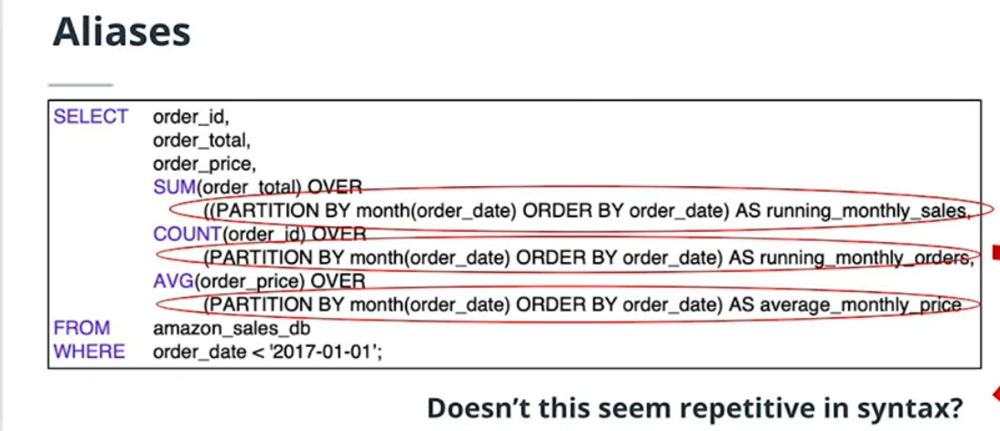 Aliases
SELECT order_id,
order_total,
order_price,
SUM(order_total) OVER
((PARTITION BY month(order_date) ORDER BY order_date) AS running_monthly_sales,
COUNT(order_id) OVER
(PARTITION BY month(order_date) ORDER BY order_date) AS running_monthly_orders,
AVG(order_price) OVER
(PARTITION BY month(order_date) ORDER BY order_date) AS average_monthly_price
FROM amazon_sales_db
WHERE order_date < '2017-01-01';
Doesn’t this seem repetitive in syntax?